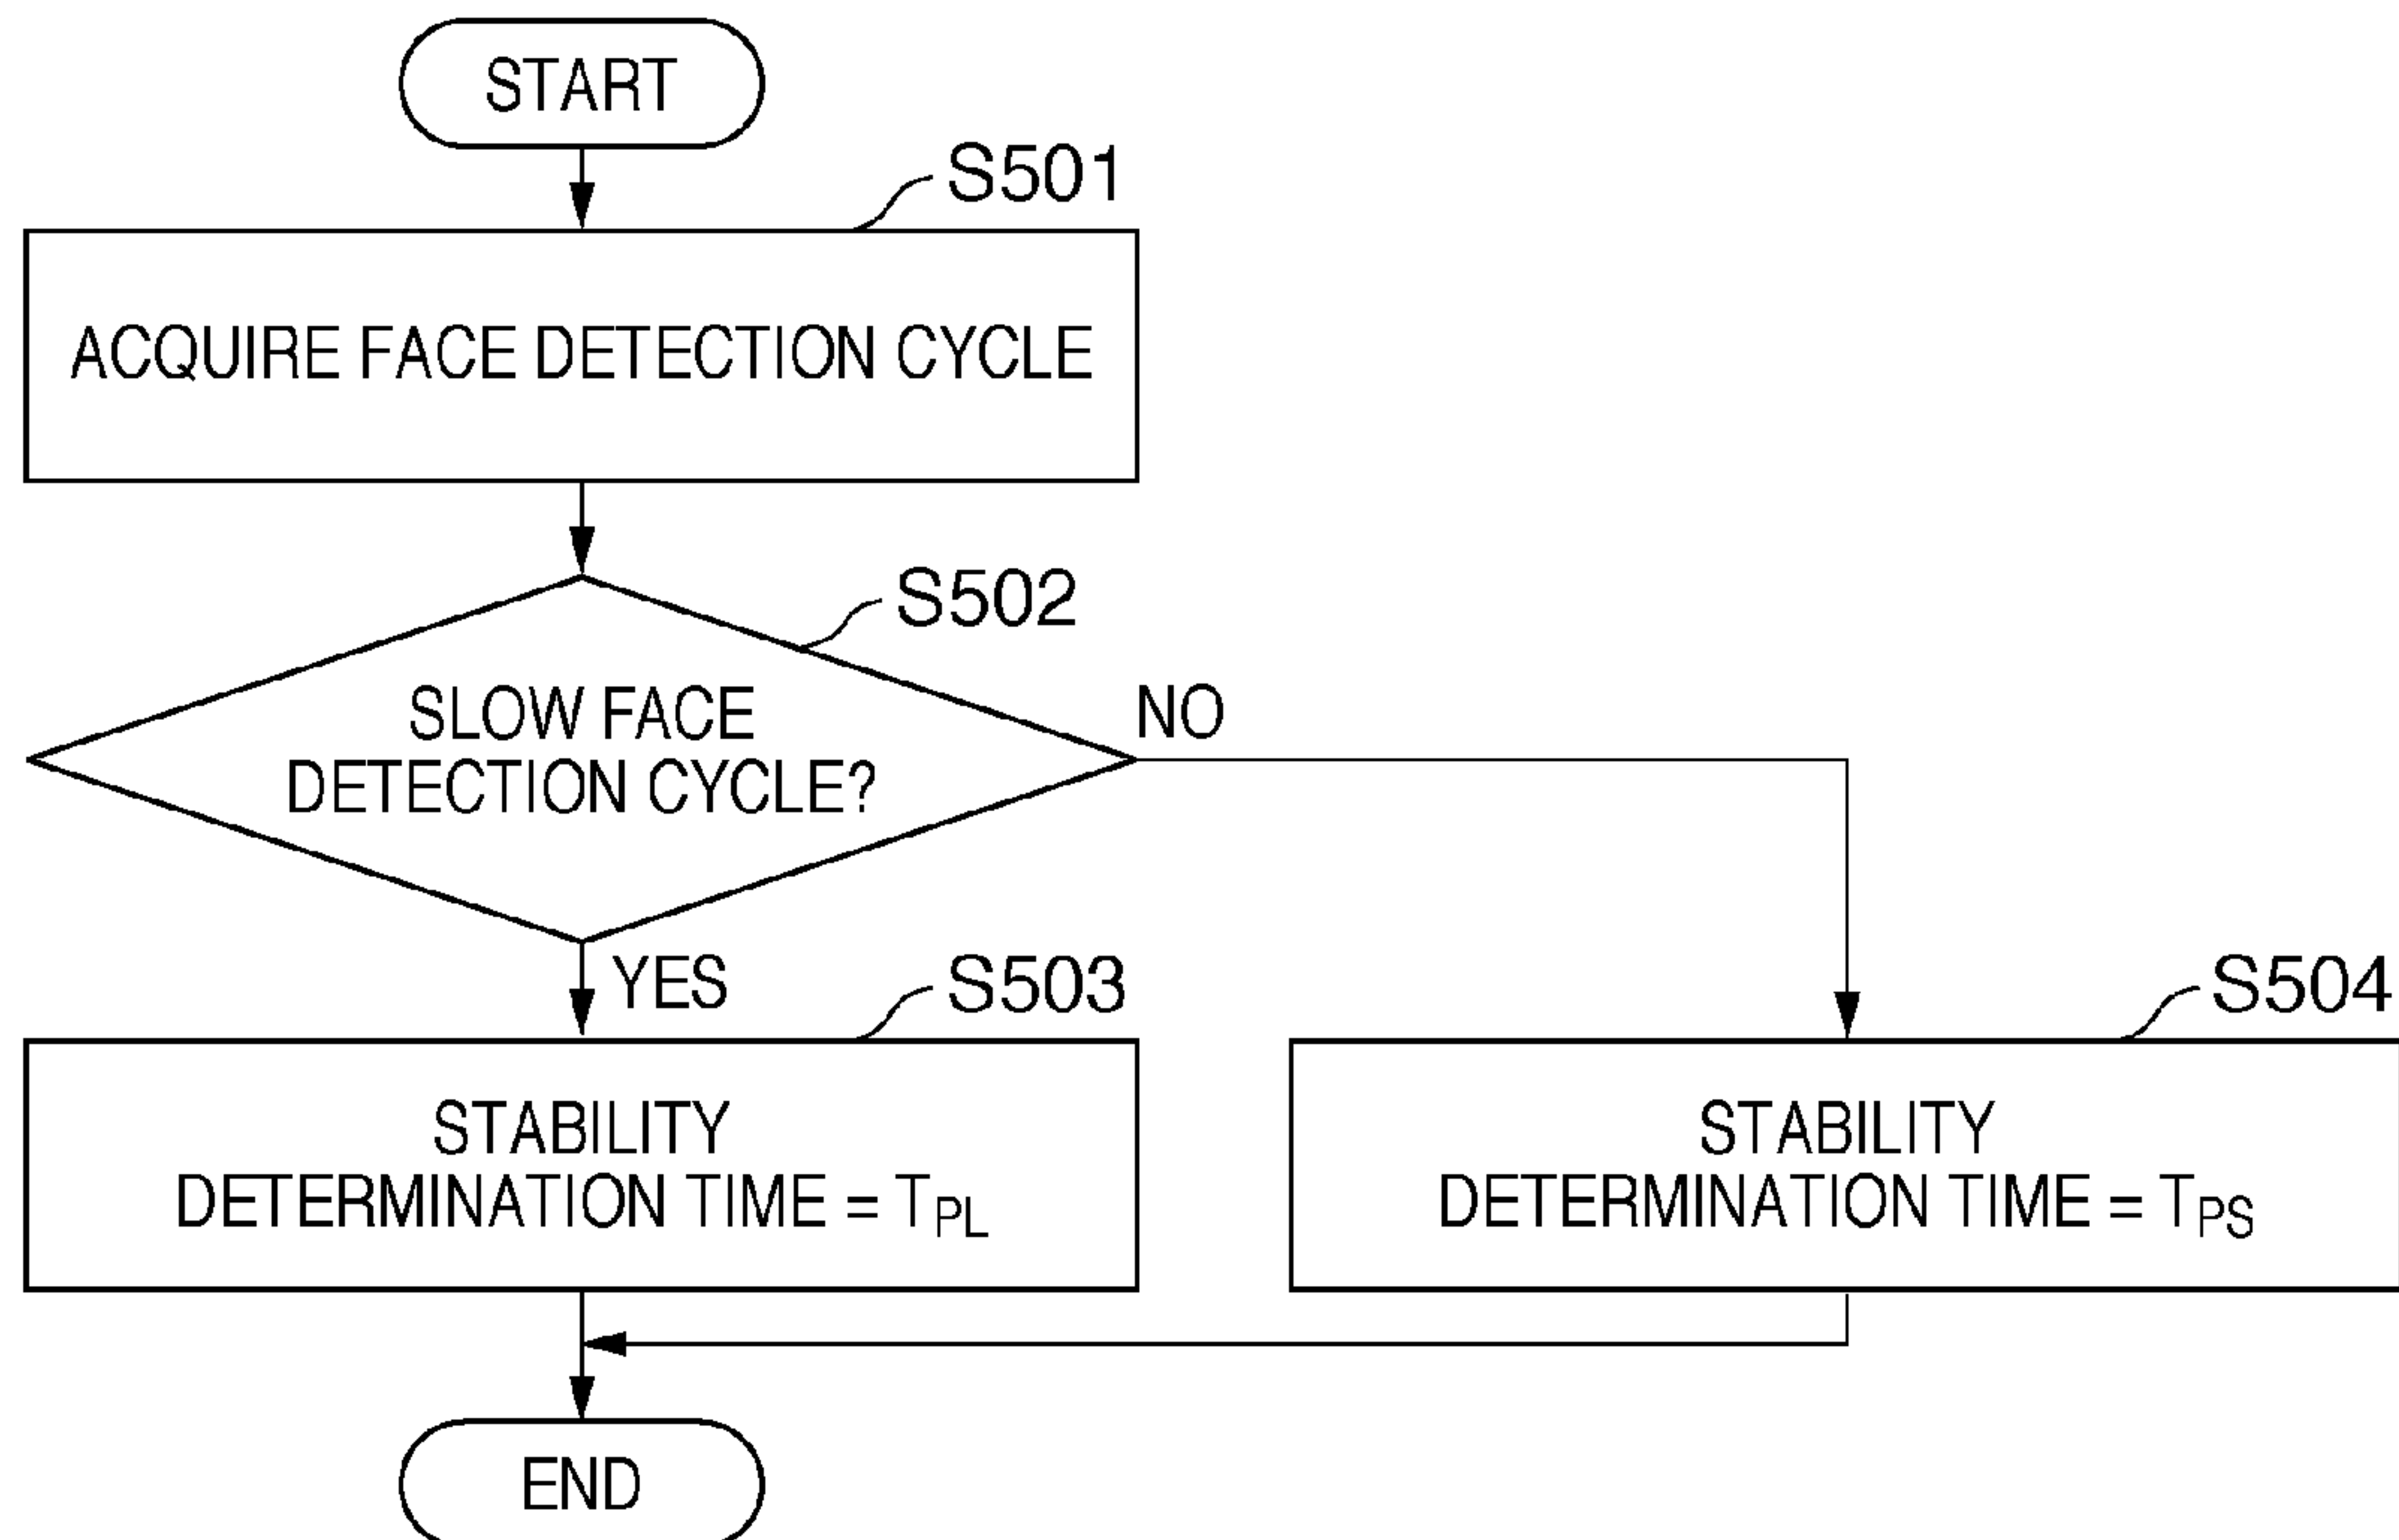 START
S501
ACQUIRE FACE DETECTION CYCLE
S502
SLOW FACE
DETECTION CYCLE?
NO
YES
S503
STABILITY
DETERMINATION TIME = TPL
S504
STABILITY
DETERMINATION TIME = TPS
END